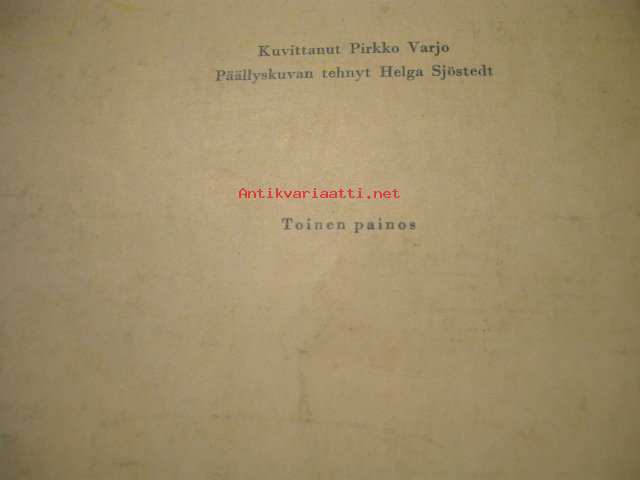 Kuvittanut Pirkko Varjo
Päällyskuvan tehnyt Helga Sjöstedt
Antikvariaatti.net
Toinen painos